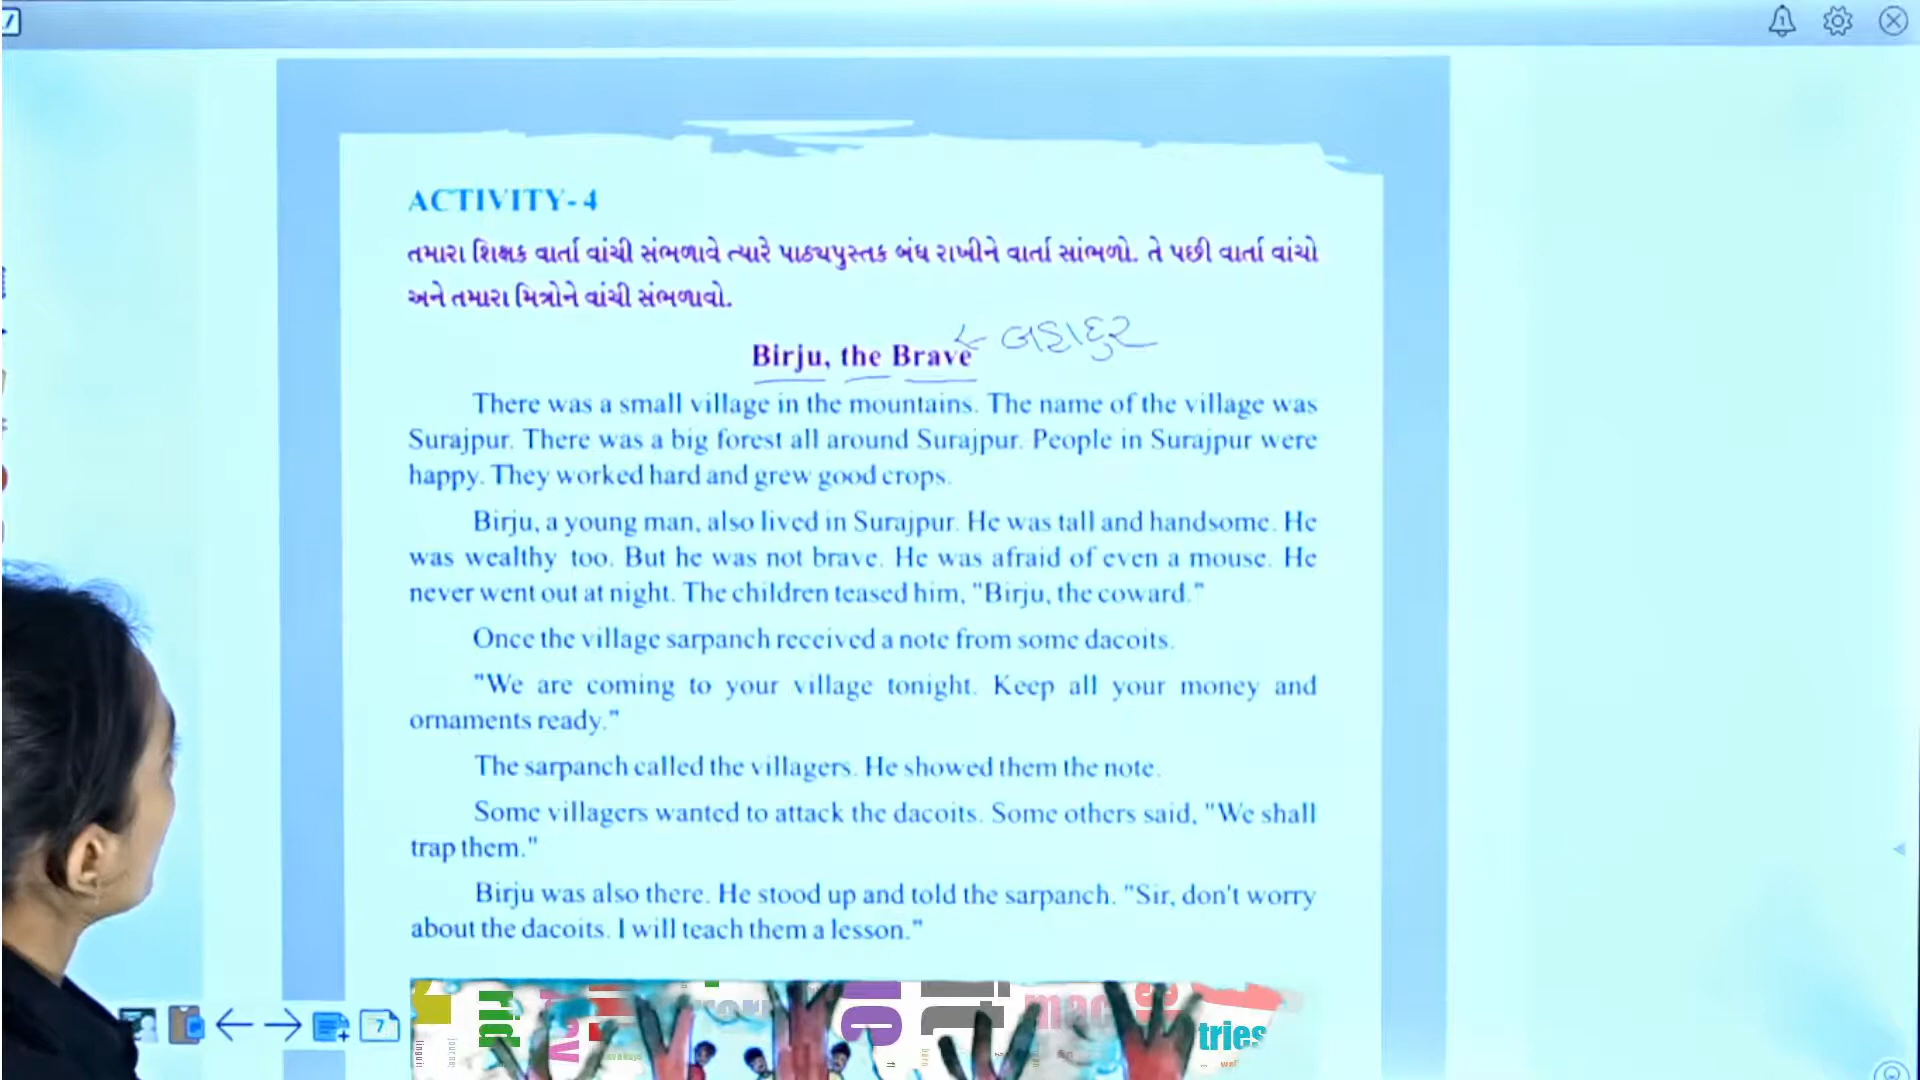 ACTIVITY- 4
તમારા શિક્ષક વાર્તા વાંચી સંભળાવે ત્યારે પાઠ્યપુસ્તક બંધ રાખીને વાર્તા સાંભળો. તે પછી વાર્તા વાંચો
અને તમારા મિત્રોને વાંચી સંભળાવો.
બહાદુર
Birju, the Brave
There was a small village in the mountains. The name of the village was
Surajpur. There was a big forest all around Surajpur. People in Surajpur were
happy. They worked hard and grew good crops.
Birju, a young man, also lived in Surajpur. He was tall and handsome. He
was wealthy too. But he was not brave. He was afraid of even a mouse. He
never went out at night. The children teased him, "Birju, the coward."
Once the village sarpanch received a note from some dacoits.
"We are coming to your village tonight. Keep all your money and
ornaments ready."
The sarpanch called the villagers. He showed them the note.
Some villagers wanted to attack the dacoits. Some others said, "We shall
trap them."
Birju was also there. He stood up and told the sarpanch. "Sir, don't worry
about the dacoits. I will teach them a lesson."
7
tries